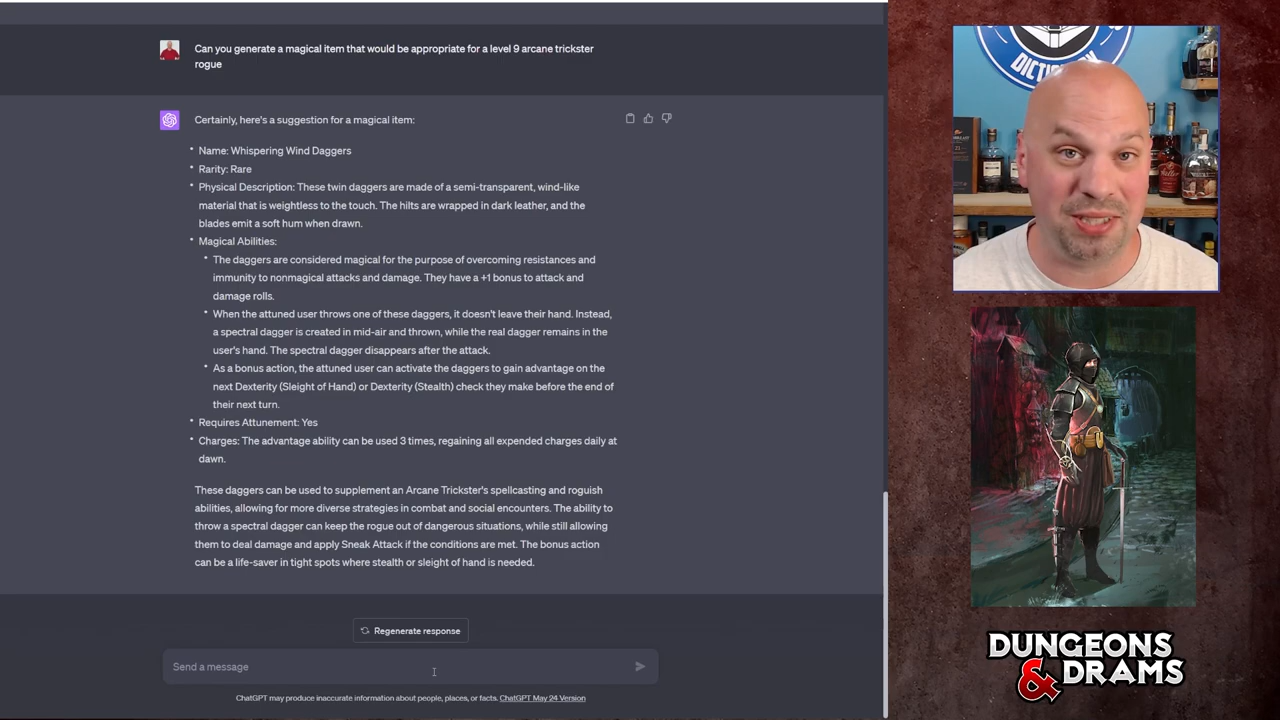 Can you generate a magical item that would be appropriate for a level 9 arcane trickster
rogue
Certainly, here's a suggestion for a magical item:
• Name: Whispering Wind Daggers
• Rarity: Rare
• Physical Description: These twin daggers are made of a semi-transparent, wind-like
material that is weightless to the touch. The hilts are wrapped in dark leather, and the
blades emit a soft hum when drawn.
• Magical Abilities:
• The daggers are considered magical for the purpose of overcoming resistances and
immunity to nonmagical attacks and damage. They have a +1 bonus to attack and
damage rolls.
• When the attuned user throws one of these daggers, it doesn't leave their hand. Instead,
a spectral dagger is created in mid-air and thrown, while the real dagger remains in the
user's hand. The spectral dagger disappears after the attack.
• As a bonus action, the attuned user can activate the daggers to gain advantage on the
next Dexterity (Sleight of Hand) or Dexterity (Stealth) check they make before the end of
their next turn.
• Requires Attunement: Yes
• Charges: The advantage ability can be used 3 times, regaining all expended charges daily at
dawn.
These daggers can be used to supplement an Arcane Trickster's spellcasting and roguish
abilities, allowing for more diverse strategies in combat and social encounters. The ability to
throw a spectral dagger can keep the rogue out of dangerous situations, while still allowing
them to deal damage and apply Sneak Attack if the conditions are met. The bonus action
can be a life-saver in tight spots where stealth or sleight of hand is needed.
Regenerate response
Send a message
ChatGPT may produce inaccurate information about people, places, or facts. ChatGPT May 24 Version
DUNGEONS
& DRAMS